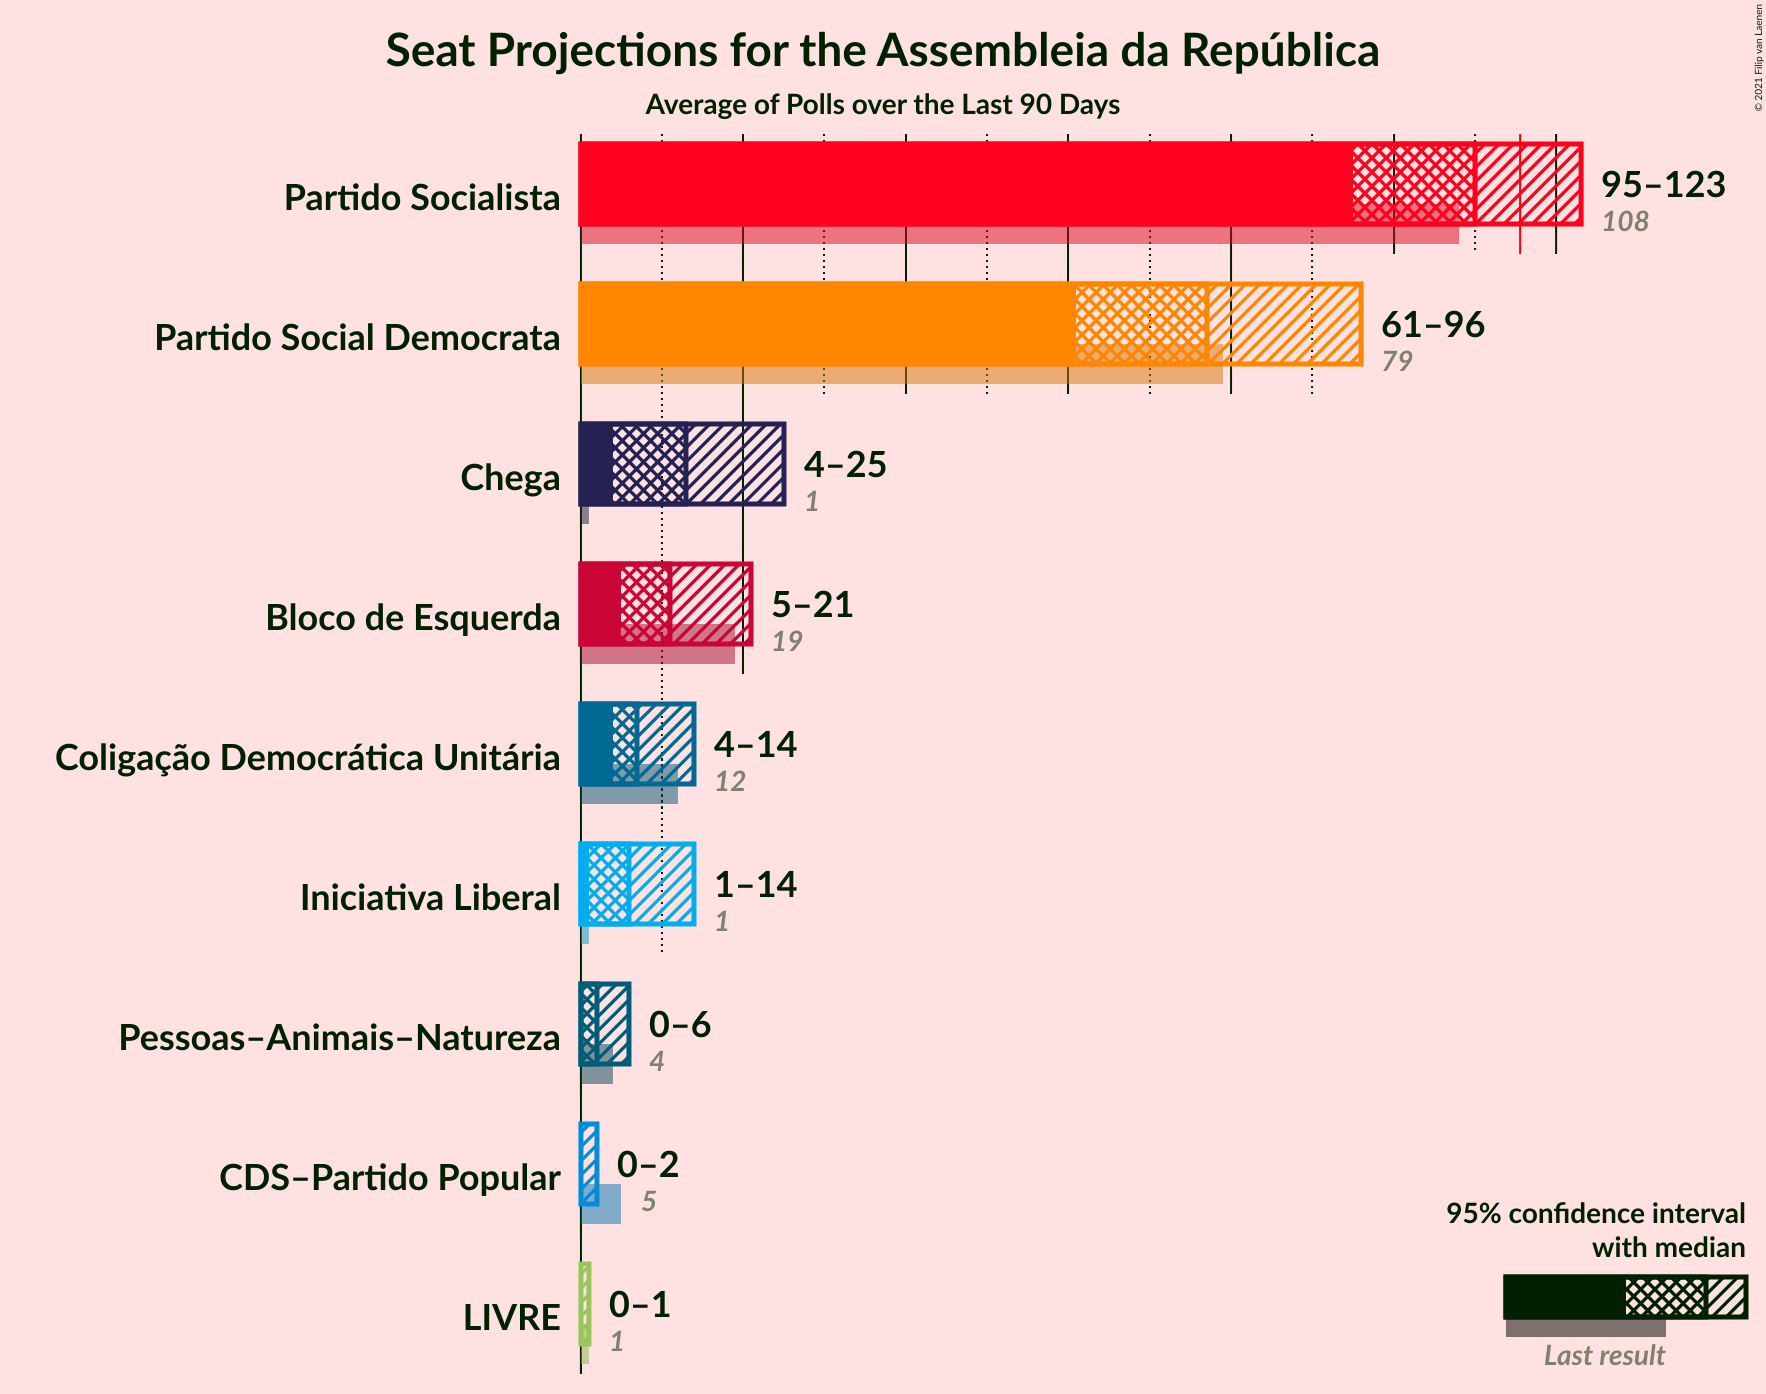 Seat Projections for the Assembleia da República
Average of Polls over the Last 90 Days
© 2021 Filip van Laenen
Partido Socialista
95–123
108
Partido Social Democrata
61–96
79
Chega
4–25
1
Bloco de Esquerda
5–21
19
Coligação Democrática Unitária
4–14
12
Iniciativa Liberal
1–14
1
Pessoas–Animais–Natureza
0–6
4
CDS–Partido Popular
0–2
5
LIVRE
0–1
1
95% confidence interval
with median
Last result